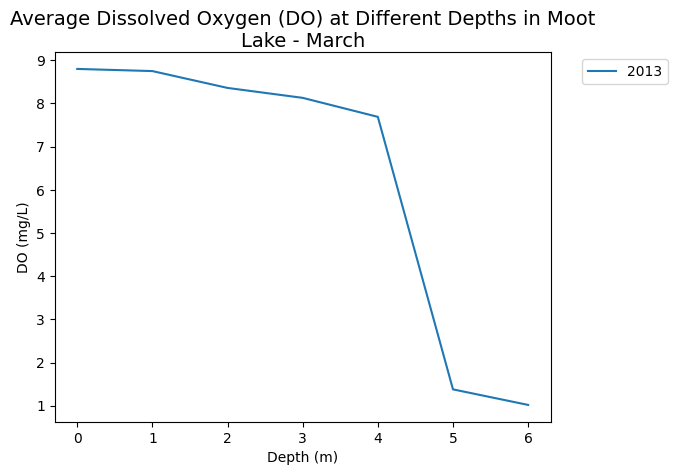 Average Dissolved Oxygen (DO) at Different Depths in Moot
Lake - March
2013
9
8
7
6
5
4
3
2
1
DO (mg/L)
0 1 2 3 4 5 6
Depth (m)